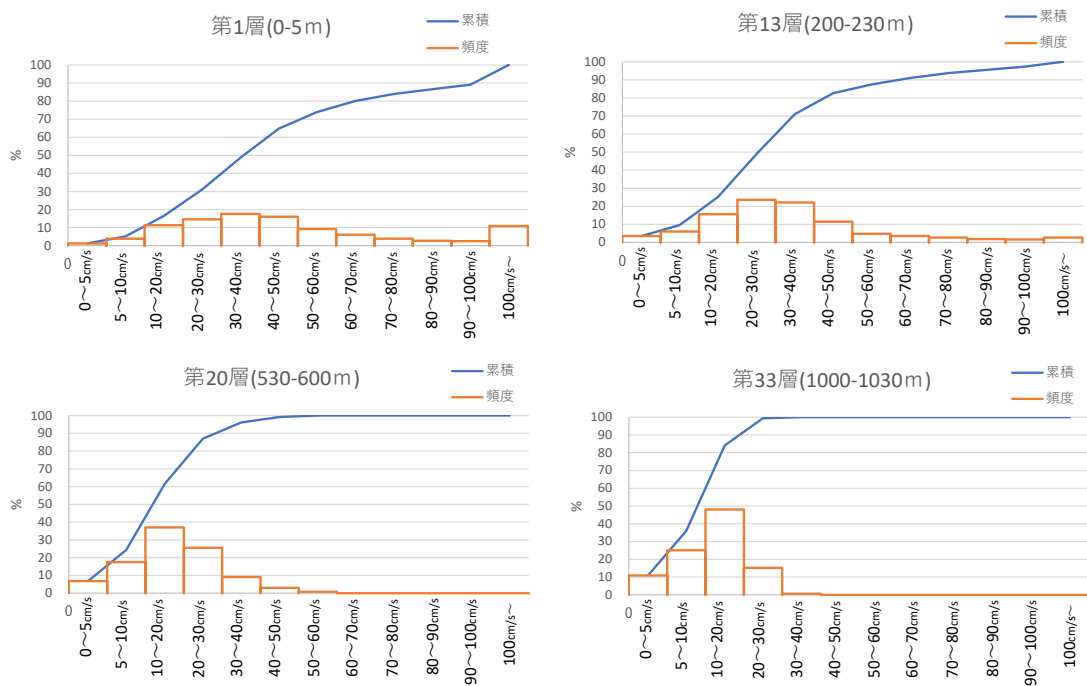 第1層(0-5ｍ)
累積
頻度
%
100
90
80
70
60
50
40
30
20
10
0
0
0～5cm/s
5～10cm/s
10～20cm/s
20～30cm/s
30～40cm/s
40～50cm/s
50～60cm/s
60～70cm/s
70～80cm/s
80～90cm/s
90～100cm/s
100cm/s～
第13層(200-230ｍ)
累積
頻度
%
100
90
80
70
60
50
40
30
20
10
0
0
0～5cm/s
5～10cm/s
10～20cm/s
20～30cm/s
30～40cm/s
40～50cm/s
50～60cm/s
60～70cm/s
70～80cm/s
80～90cm/s
90～100cm/s
100cm/s～
第20層(530-600ｍ)
累積
頻度
%
100
90
80
70
60
50
40
30
20
10
0
0
0～5cm/s
5～10cm/s
10～20cm/s
20～30cm/s
30～40cm/s
40～50cm/s
50～60cm/s
60～70cm/s
70～80cm/s
80～90cm/s
90～100cm/s
100cm/s～
第33層(1000-1030ｍ)
累積
頻度
%
100
90
80
70
60
50
40
30
20
10
0
0
0～5cm/s
5～10cm/s
10～20cm/s
20～30cm/s
30～40cm/s
40～50cm/s
50～60cm/s
60～70cm/s
70～80cm/s
80～90cm/s
90～100cm/s
100cm/s～